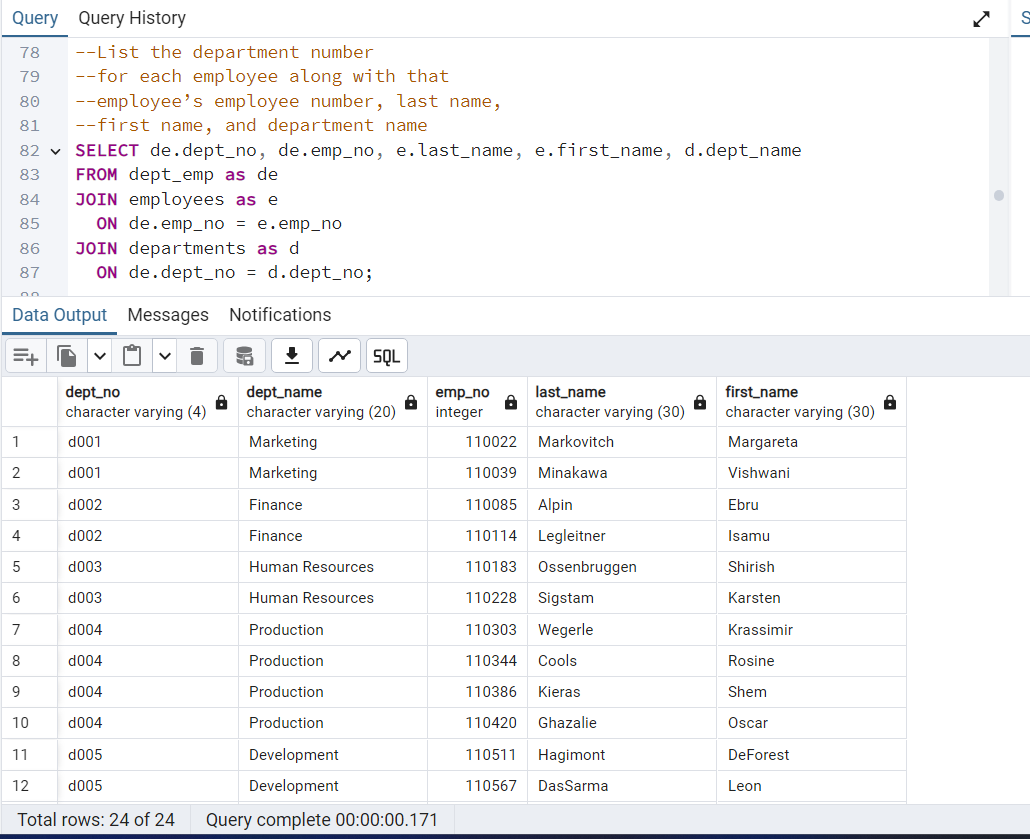 Query Query History S
78 --List the department number
79 --for each employee along with that
80 --employee’s employee number, last name,
81 --first name, and department name
82 SELECT de.dept_no, de.emp_no, e.last_name, e.first_name, d.dept_name
83 FROM dept_emp as de
84 JOIN employees as e
85 ON de.emp_no = e.emp_no
86 JOIN departments as d
87 ON de.dept_no = d.dept_no;
Data Output Messages Notifications
SQL
dept_no dept_name emp_no last_name first_name
character varying (4) character varying (20) integer character varying (30) character varying (30)
1 d001 Marketing 110022 Markovitch Margareta
2 d001 Marketing 110039 Minakawa Vishwani
3 d002 Finance 110085 Alpin Ebru
4 d002 Finance 110114 Legleitner Isamu
5 d003 Human Resources 110183 Ossenbruggen Shirish
6 d003 Human Resources 110228 Sigstam Karsten
7 d004 Production 110303 Wegerle Krassimir
8 d004 Production 110344 Cools Rosine
9 d004 Production 110386 Kieras Shem
10 d004 Production 110420 Ghazalie Oscar
11 d005 Development 110511 Hagimont DeForest
12 d005 Development 110567 DasSarma Leon
Total rows: 24 of 24 Query complete 00:00:00.171